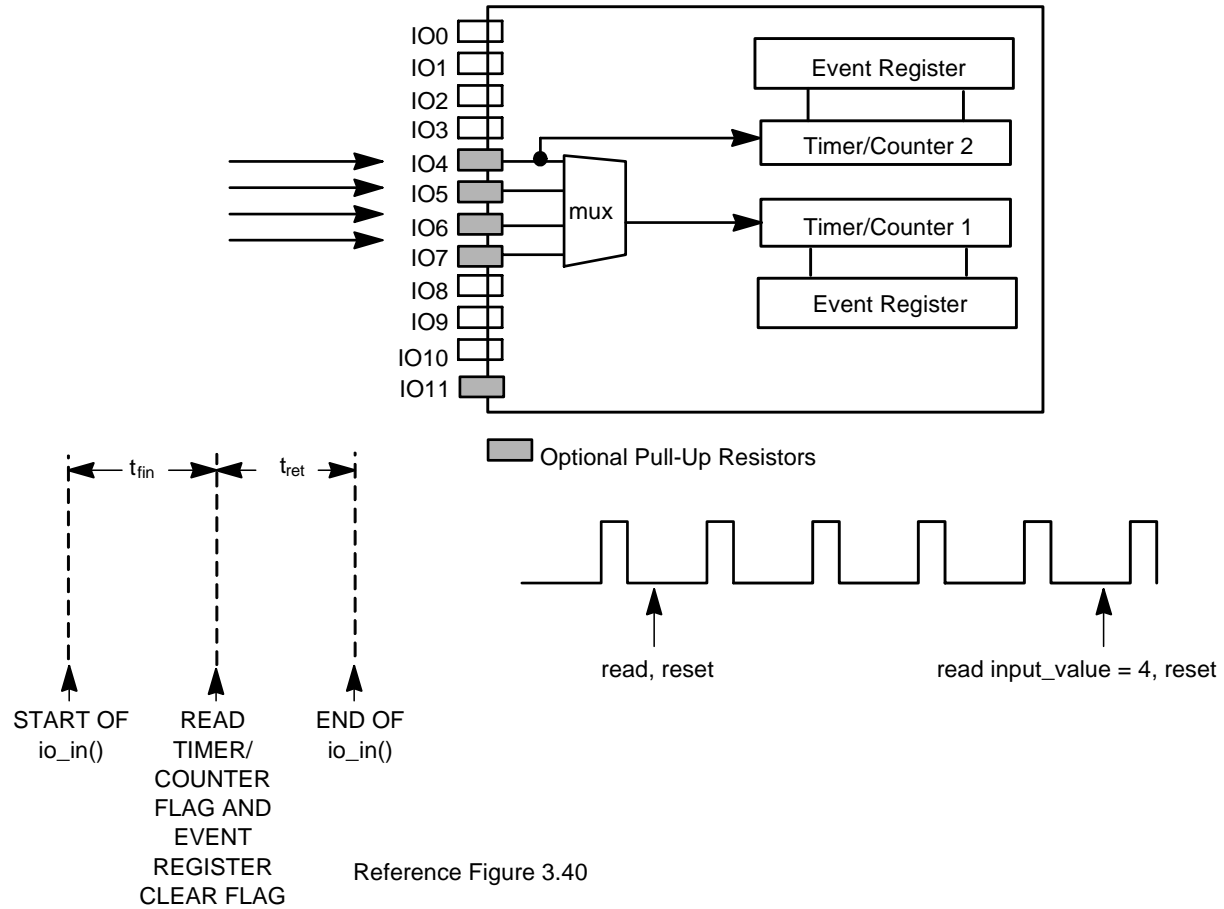 IO0
IO1
IO2
IO3
IO4
IO5
IO6
IO7
IO8
IO9
IO10
IO11
mux
Event Register
Timer/Counter 2
Timer/Counter 1
Event Register
Optional Pull-Up Resistors
tfin
tret
START OF
io_in()
READ
TIMER/
COUNTER
FLAG AND
EVENT
REGISTER
CLEAR FLAG
END OF
io_in()
read, reset
read input_value = 4, reset
Reference Figure 3.40